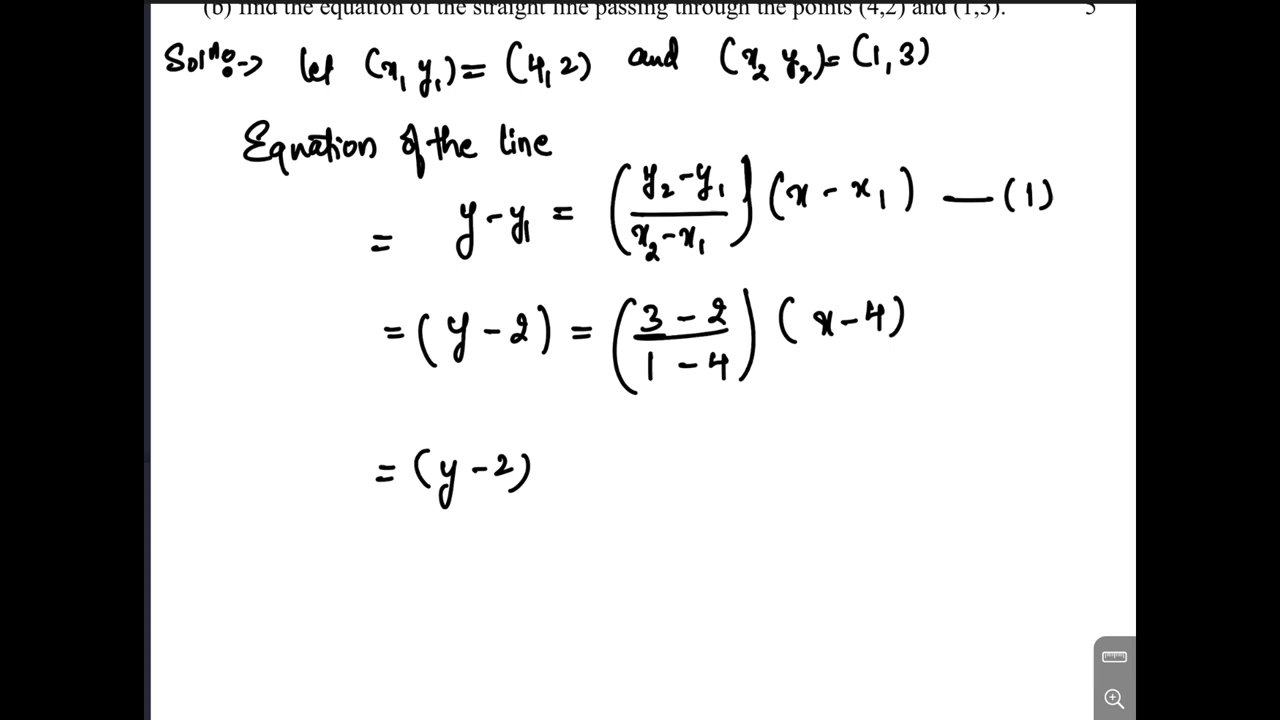 (b) find the equation of the straight line passing through the points (4,2) and (1,3). 5
Solno:-> let (x₁ y₁) = (4,2) and (x₂ y₂) = (1,3)
Equation of the line
= y - y₁ = ((y₂ - y₁)/(x₂ - x₁)) (x - x₁) — (1)
= (y - 2) = ((3 - 2)/(1 - 4)) (x - 4)
= (y - 2)